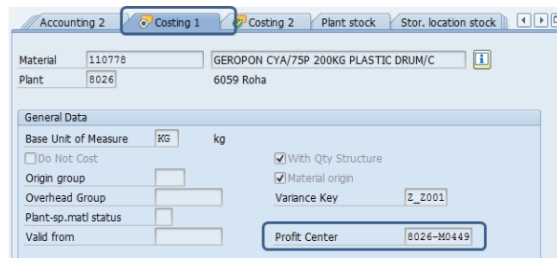 Accounting 2 Costing 1 Costing 2 Plant stock Stor. location stock
Material 110778 GEROPON CYA/75P 200KG PLASTIC DRUM/C
Plant 8026 6059 Roha
General Data
Base Unit of Measure KG kg
Do Not Cost With Qty Structure
Origin group Material origin
Overhead Group Variance Key Z_Z001
Plant-sp.matl status
Valid from Profit Center 8026-M0449